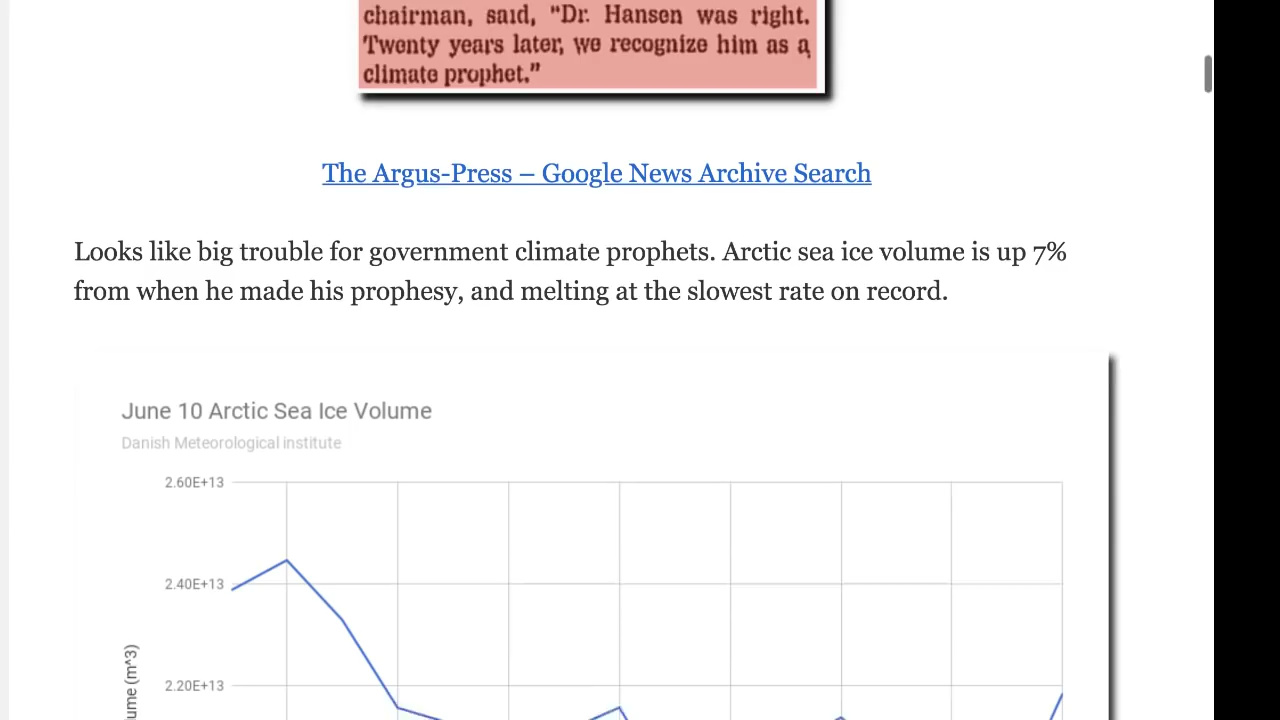 chairman, said, "Dr. Hansen was right.
Twenty years later, we recognize him as a
climate prophet."
The Argus-Press – Google News Archive Search
Looks like big trouble for government climate prophets. Arctic sea ice volume is up 7%
from when he made his prophesy, and melting at the slowest rate on record.
June 10 Arctic Sea Ice Volume
Danish Meteorological institute
2.60E+13
2.40E+13
2.20E+13
ume (m^3)